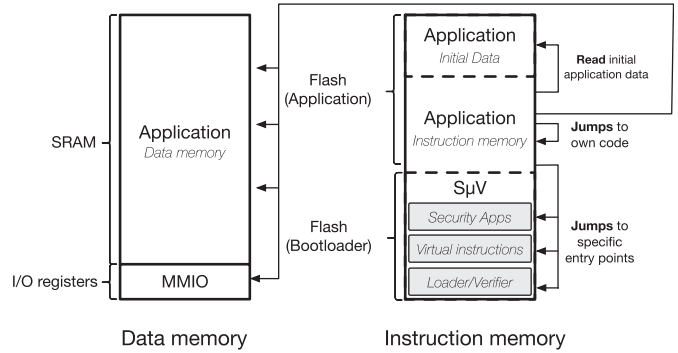 SRAM
I/O registers
Application
Data memory
MMIO
Data memory
Flash
(Application)
Flash
(Bootloader)
Application
Initial Data
Application
Instruction memory
SμV
Security Apps
Virtual instructions
Loader/Verifier
Instruction memory
Read initial
application data
Jumps to
own code
Jumps to
specific
entry points